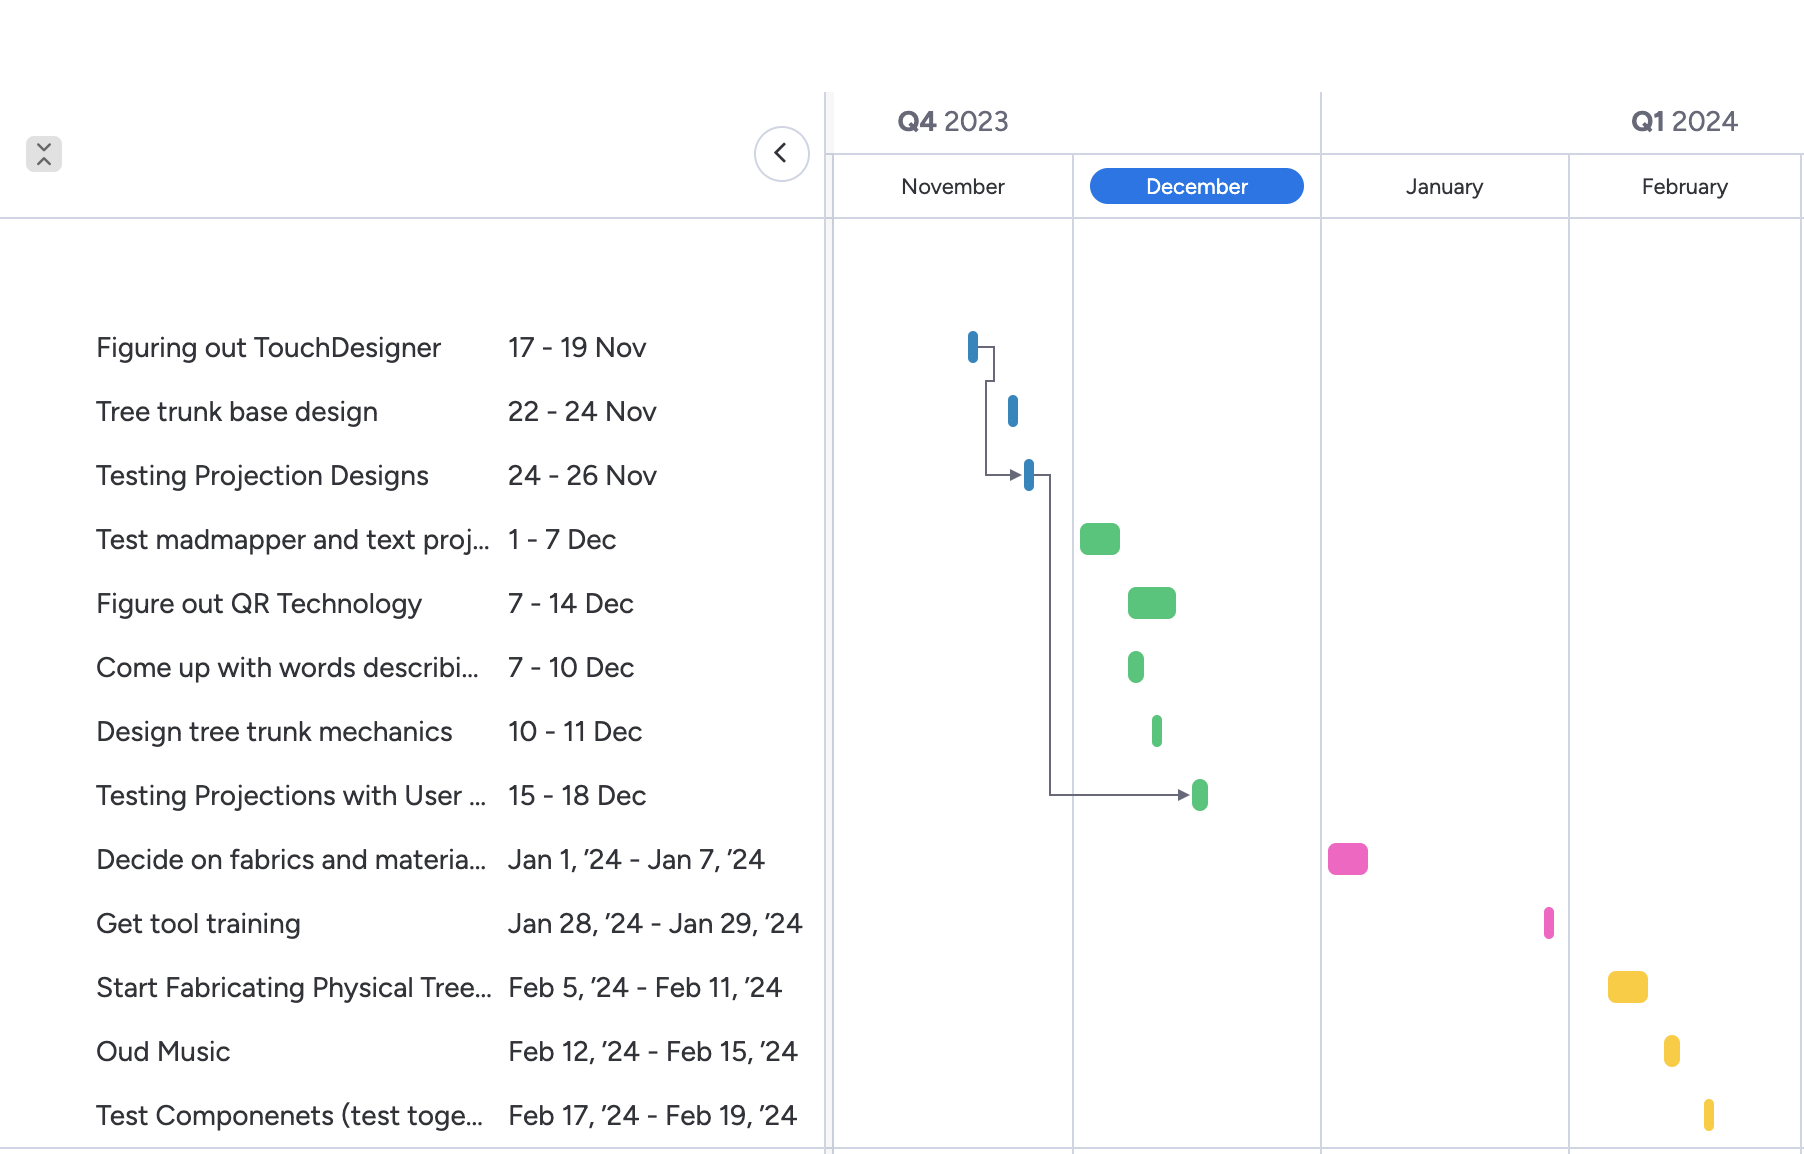 Q4 2023
Q1 2024
November
December
January
February
Figuring out TouchDesigner 17 - 19 Nov
Tree trunk base design 22 - 24 Nov
Testing Projection Designs 24 - 26 Nov
Test madmapper and text proj... 1 - 7 Dec
Figure out QR Technology 7 - 14 Dec
Come up with words describi... 7 - 10 Dec
Design tree trunk mechanics 10 - 11 Dec
Testing Projections with User ... 15 - 18 Dec
Decide on fabrics and materia... Jan 1, ’24 - Jan 7, ’24
Get tool training Jan 28, ’24 - Jan 29, ’24
Start Fabricating Physical Tree... Feb 5, ’24 - Feb 11, ’24
Oud Music Feb 12, ’24 - Feb 15, ’24
Test Componenets (test toge... Feb 17, ’24 - Feb 19, ’24